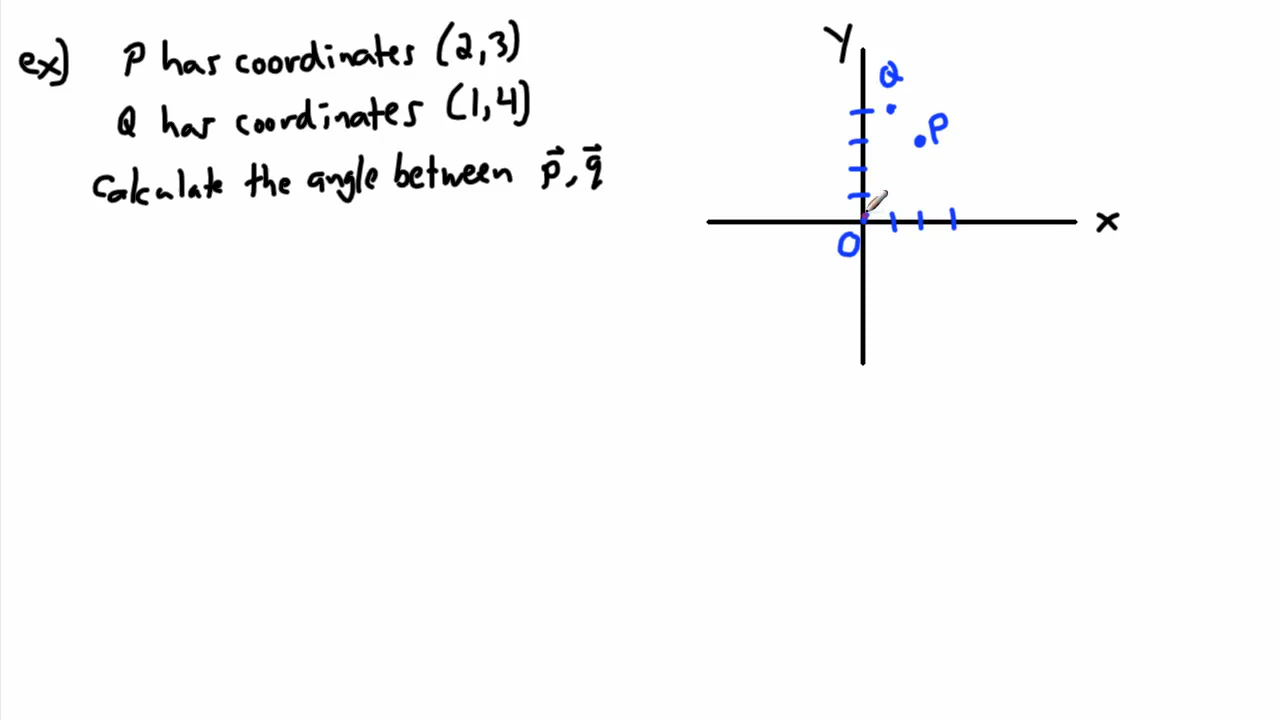 ex) P has coordinates (2,3)
Q has coordinates (1,4)
Calculate the angle between p⃗, q⃗
Y
Q
P
O
x